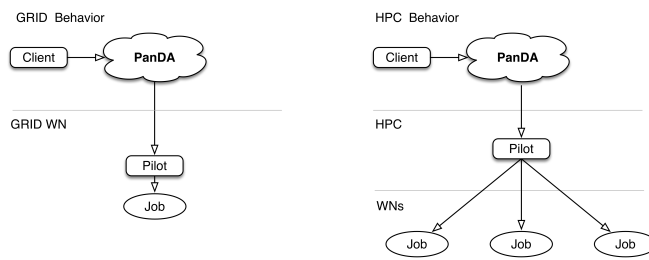 GRID Behavior
Client
PanDA
GRID WN
Pilot
Job
HPC Behavior
Client
PanDA
HPC
Pilot
WNs
Job
Job
Job